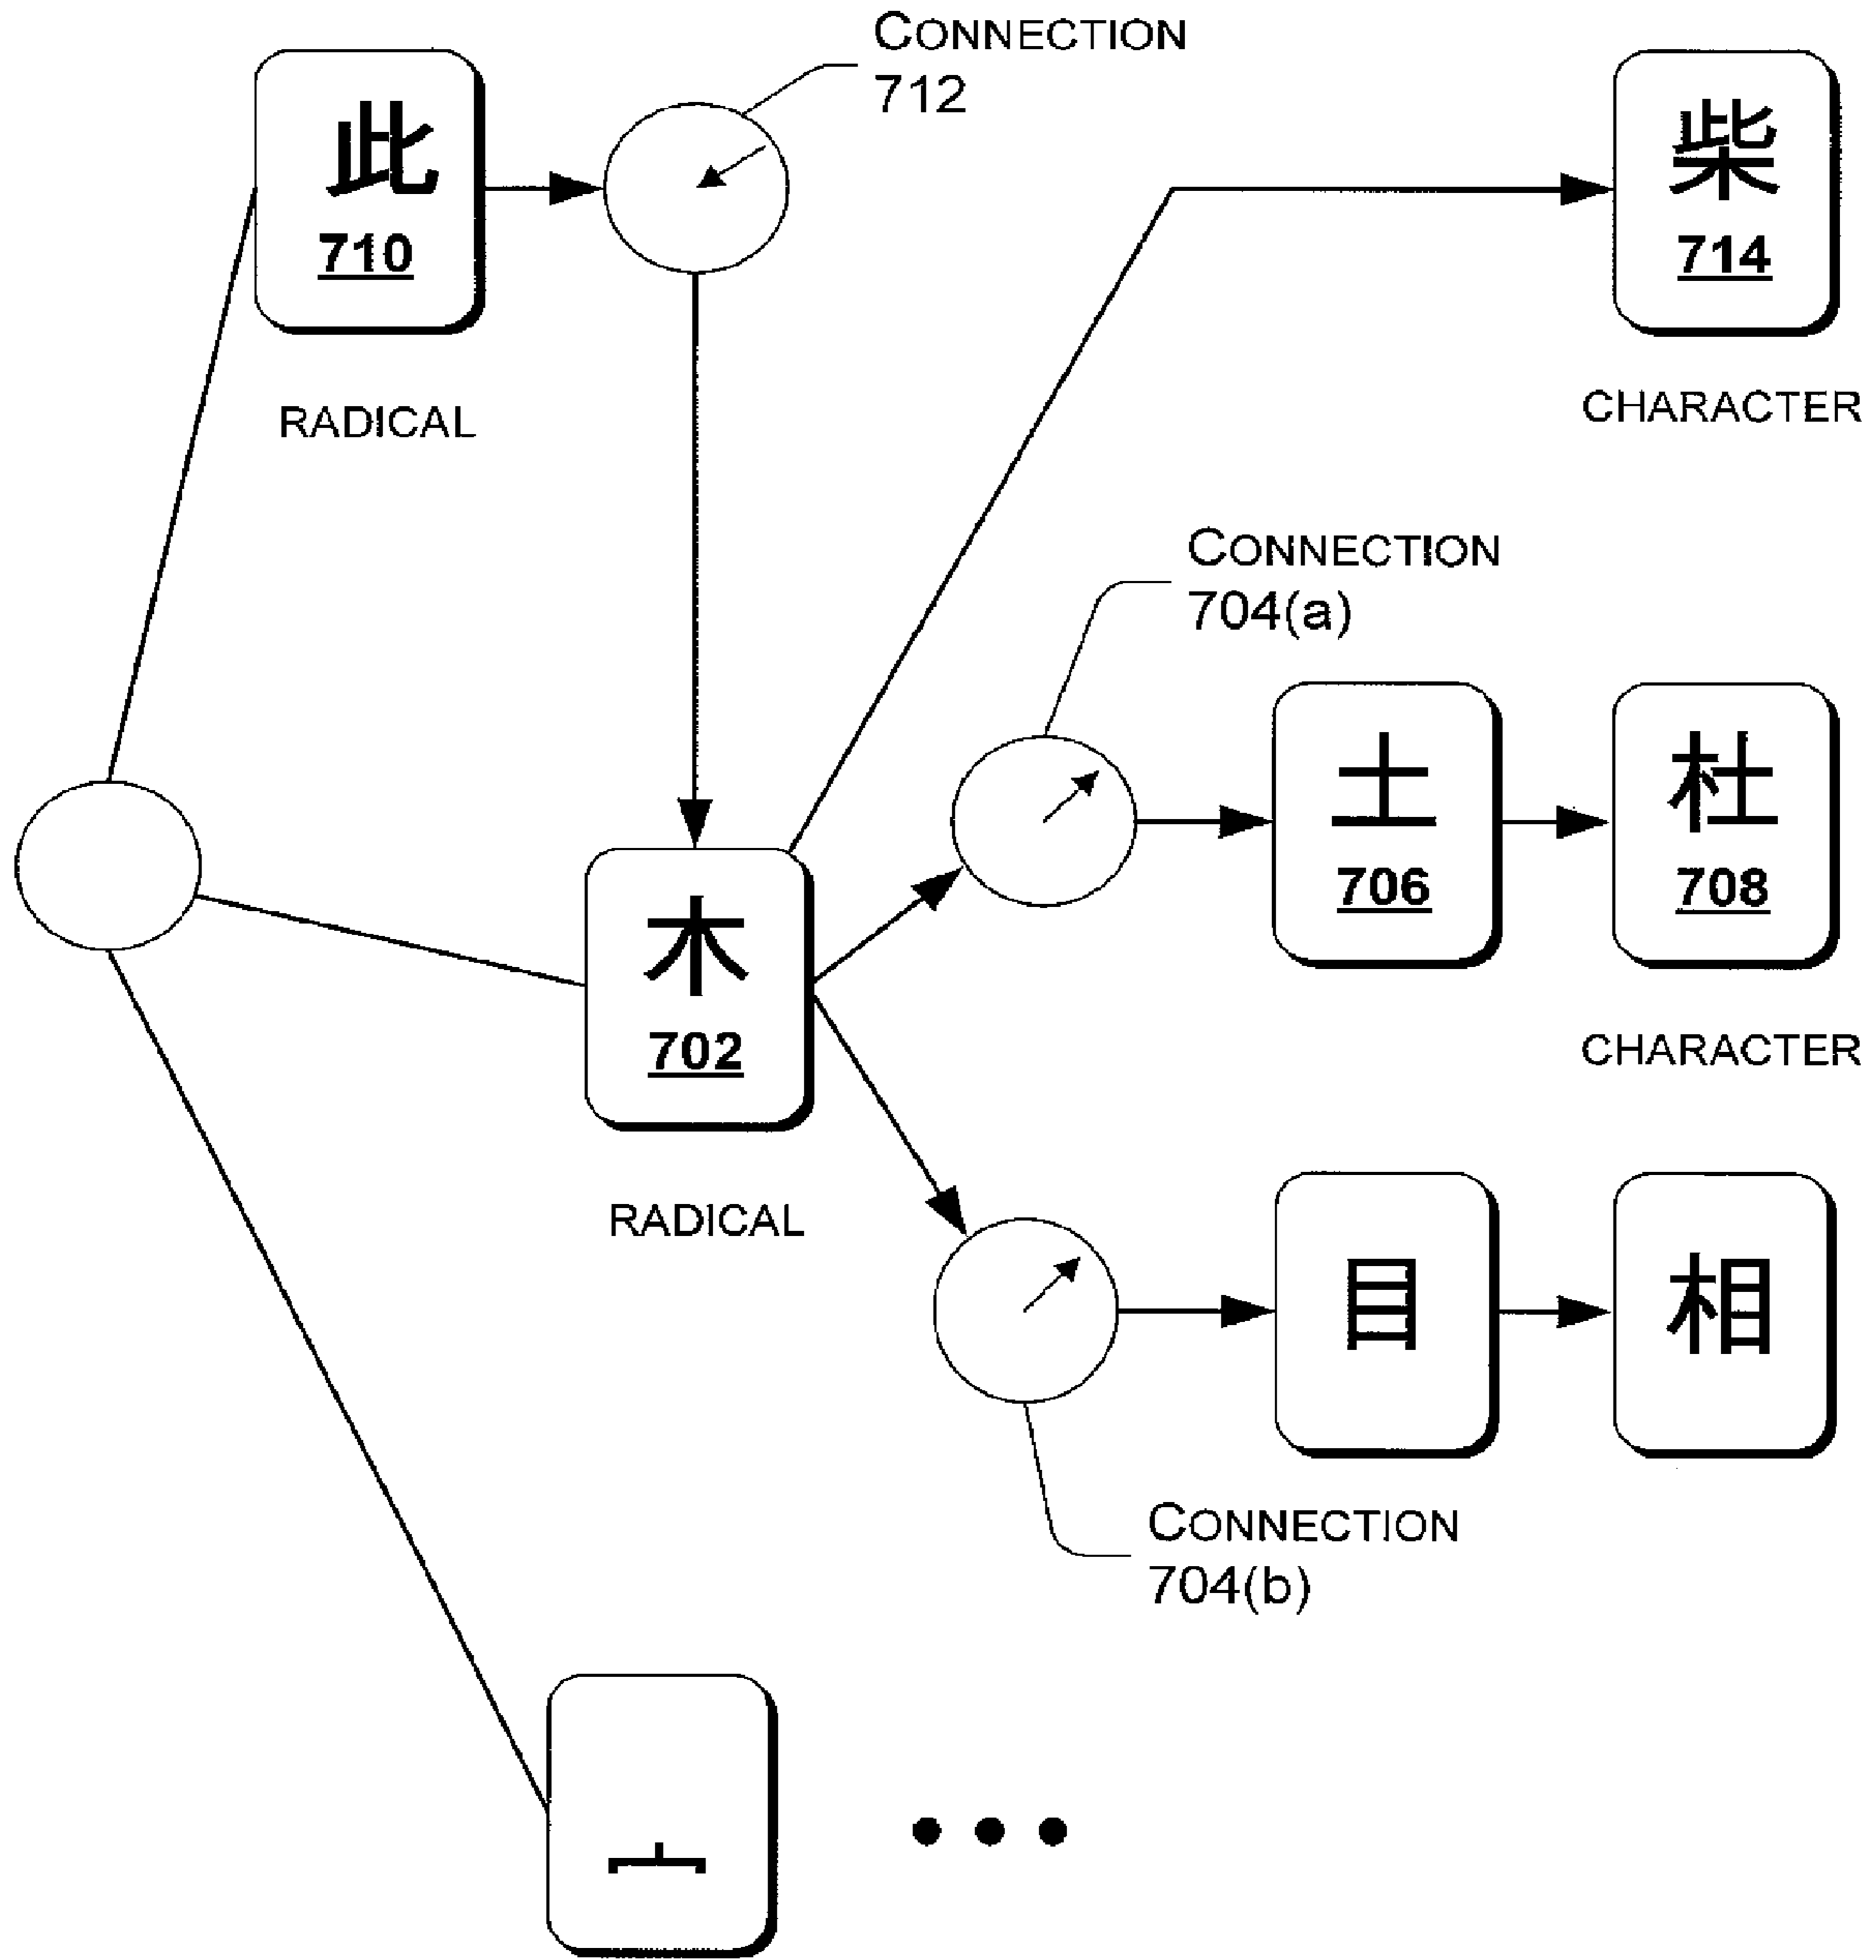 CONNECTION
712
此
710
柴
714
RADICAL
CHARACTER
CONNECTION
704(a)
土
706
杜
708
木
702
CHARACTER
RADICAL
目
相
CONNECTION
704(b)
宀
• • •